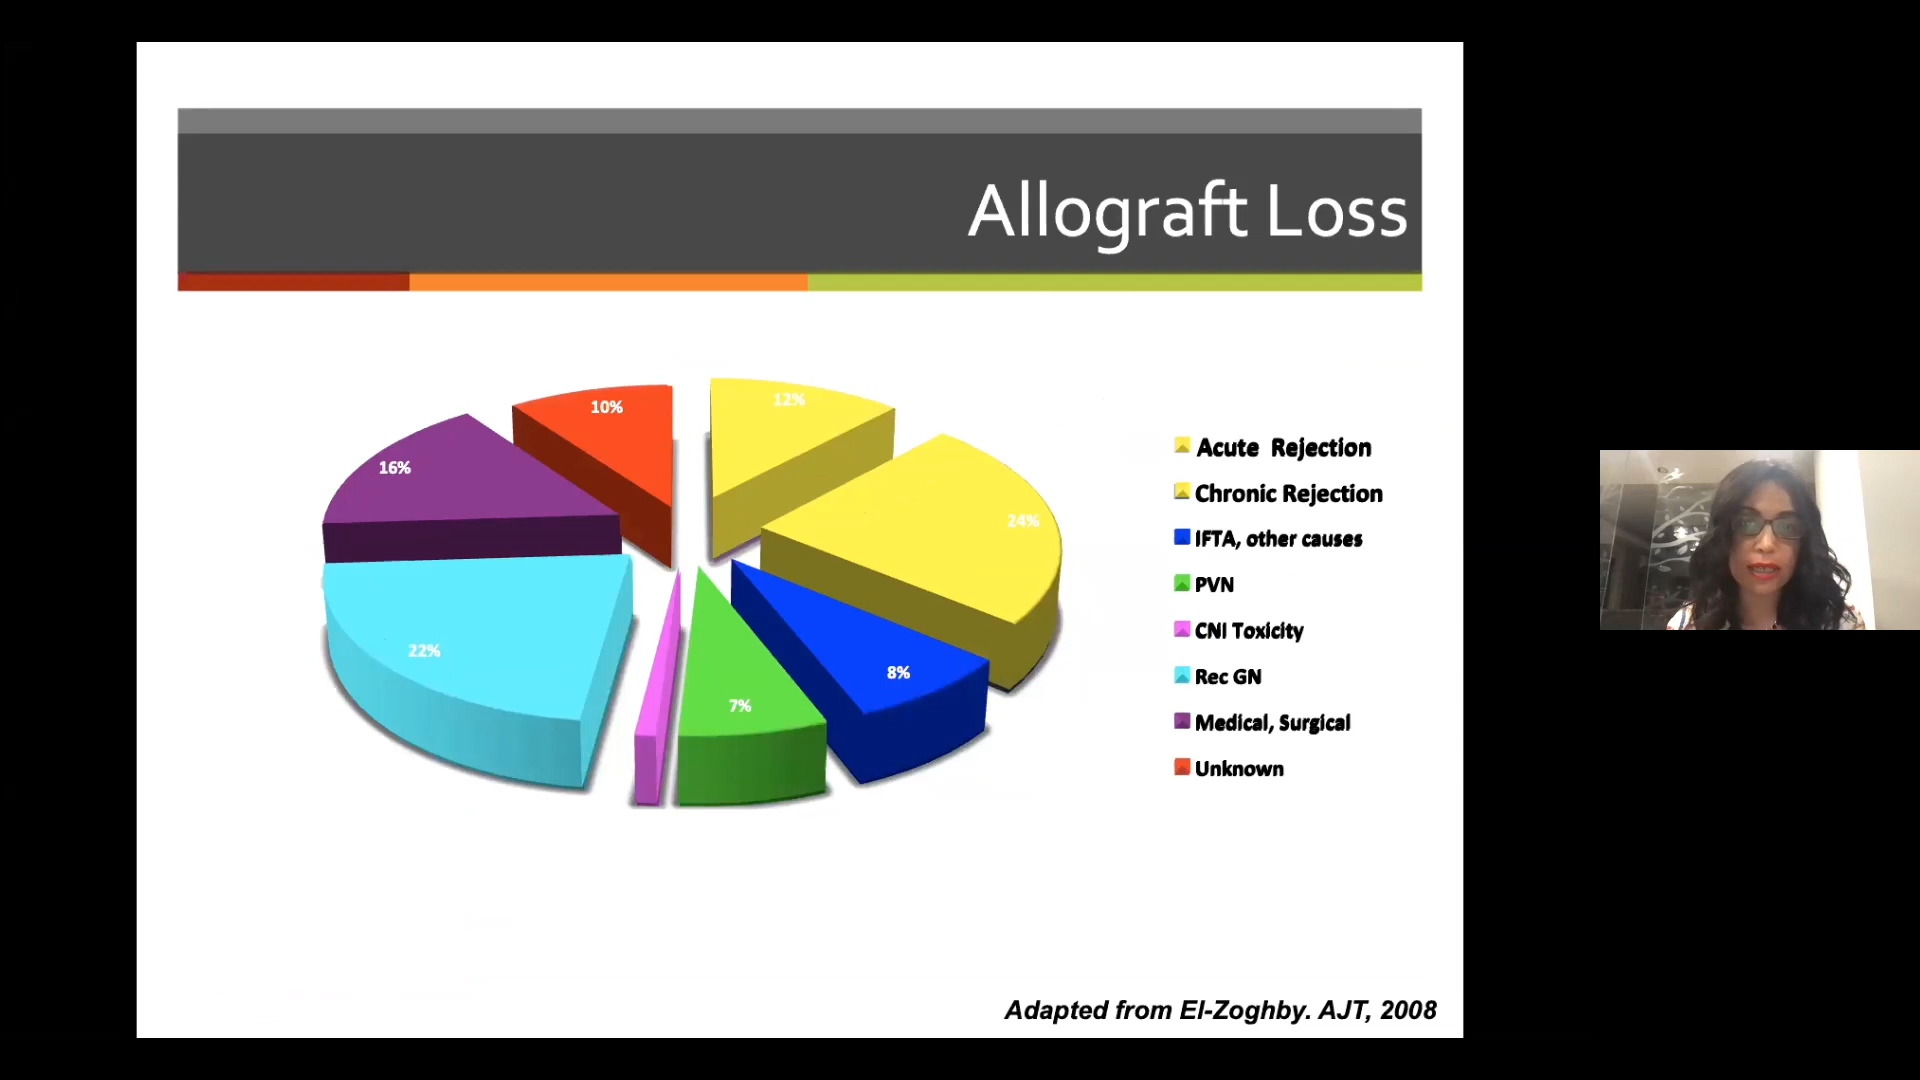 Allograft Loss
10%
12%
16%
24%
22%
8%
7%
Acute Rejection
Chronic Rejection
IFTA, other causes
PVN
CNI Toxicity
Rec GN
Medical, Surgical
Unknown
Adapted from El-Zoghby. AJT, 2008